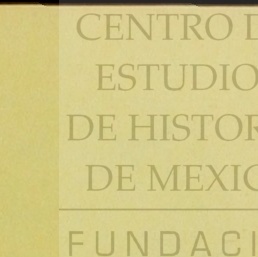 CENTRO D
ESTUDIO
DE HISTOR
DE MEXIC
FUNDACI